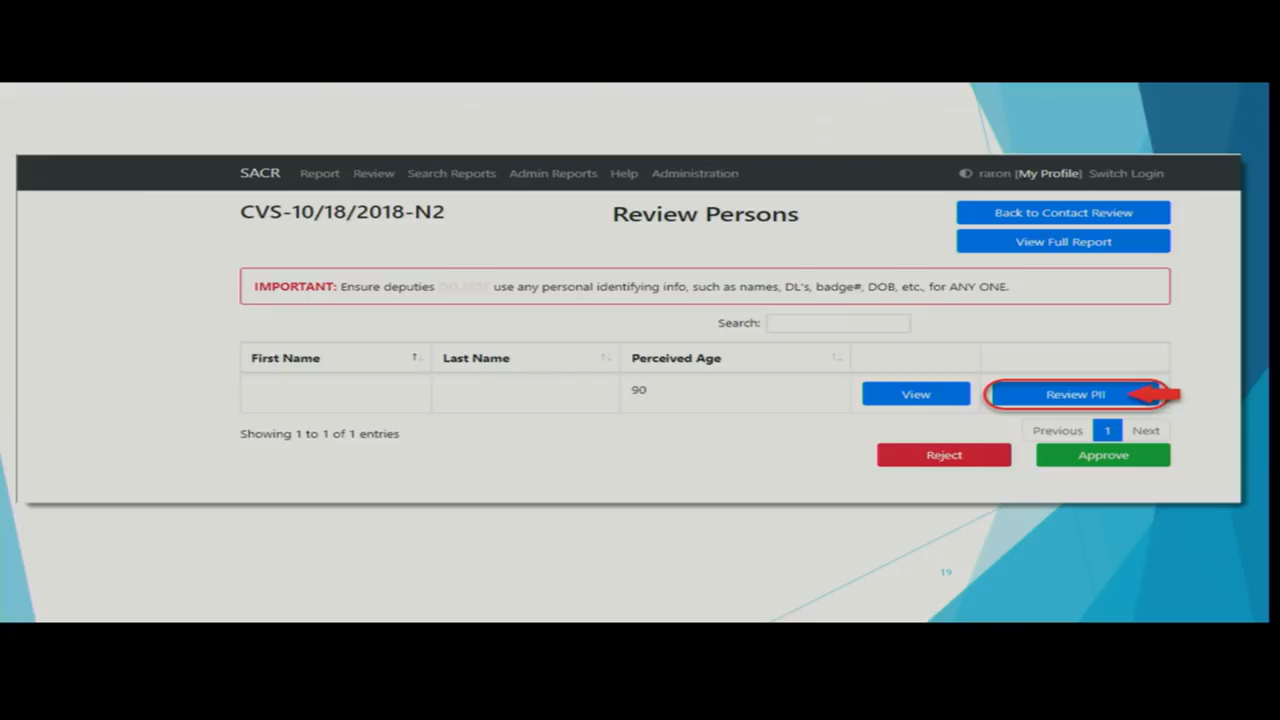 SACR Report Review Search Reports Admin Reports Help Administration raron [My Profile] Switch Login
CVS-10/18/2018-N2 Review Persons Back to Contact Review
View Full Report
IMPORTANT: Ensure deputies DO NOT use any personal identifying info, such as names, DL's, badge#, DOB, etc., for ANY ONE.
Search:
First Name Last Name Perceived Age
90 View Review PII
Showing 1 to 1 of 1 entries Previous 1 Next
Reject Approve
19